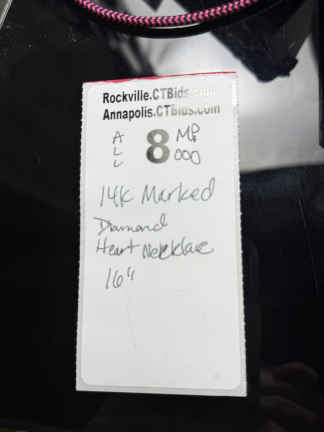 Rockville.CTBids.com
Annapolis.CTBids.com
A
L
L
8
MP
000
14k Marked
Diamond
Heart Necklace
16"